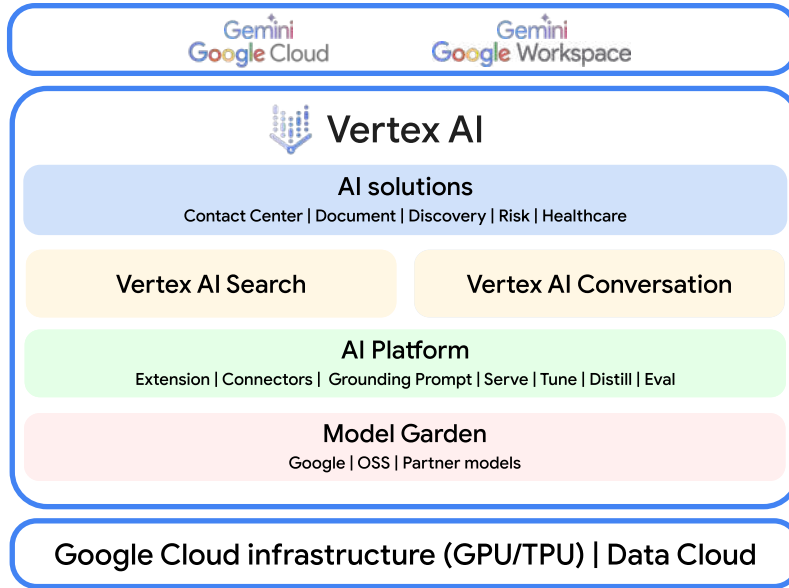 Gemini Gemini
Google Cloud Google Workspace
Vertex AI
AI solutions
Contact Center | Document | Discovery | Risk | Healthcare
Vertex AI Search Vertex AI Conversation
AI Platform
Extension | Connectors | Grounding Prompt | Serve | Tune | Distill | Eval
Model Garden
Google | OSS | Partner models
Google Cloud infrastructure (GPU/TPU) | Data Cloud